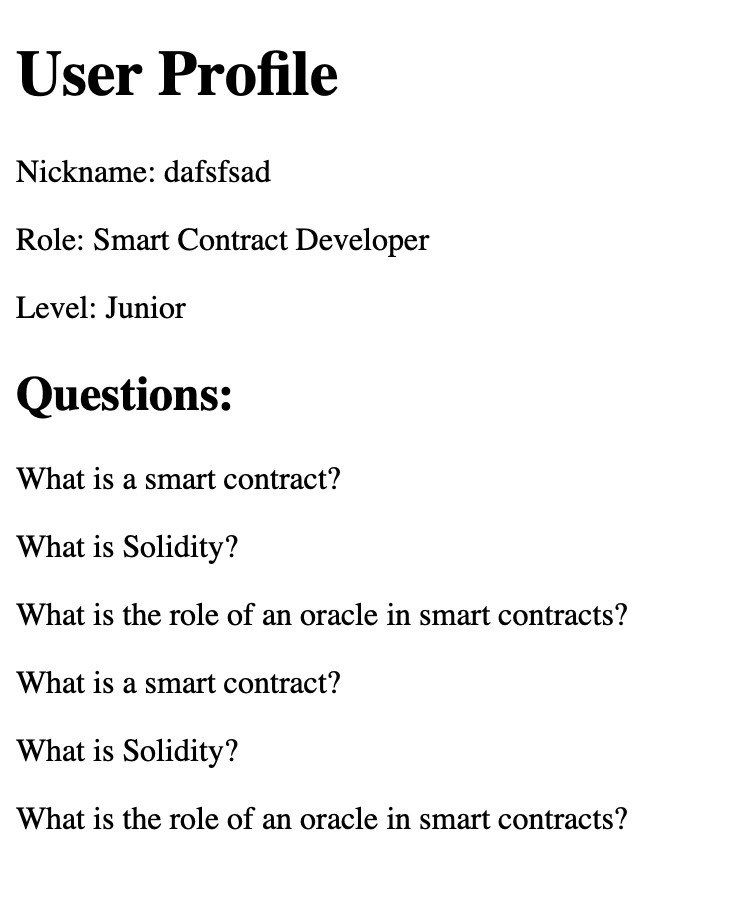 User Profile
Nickname: dafsfsad
Role: Smart Contract Developer
Level: Junior
Questions:
What is a smart contract?
What is Solidity?
What is the role of an oracle in smart contracts?
What is a smart contract?
What is Solidity?
What is the role of an oracle in smart contracts?